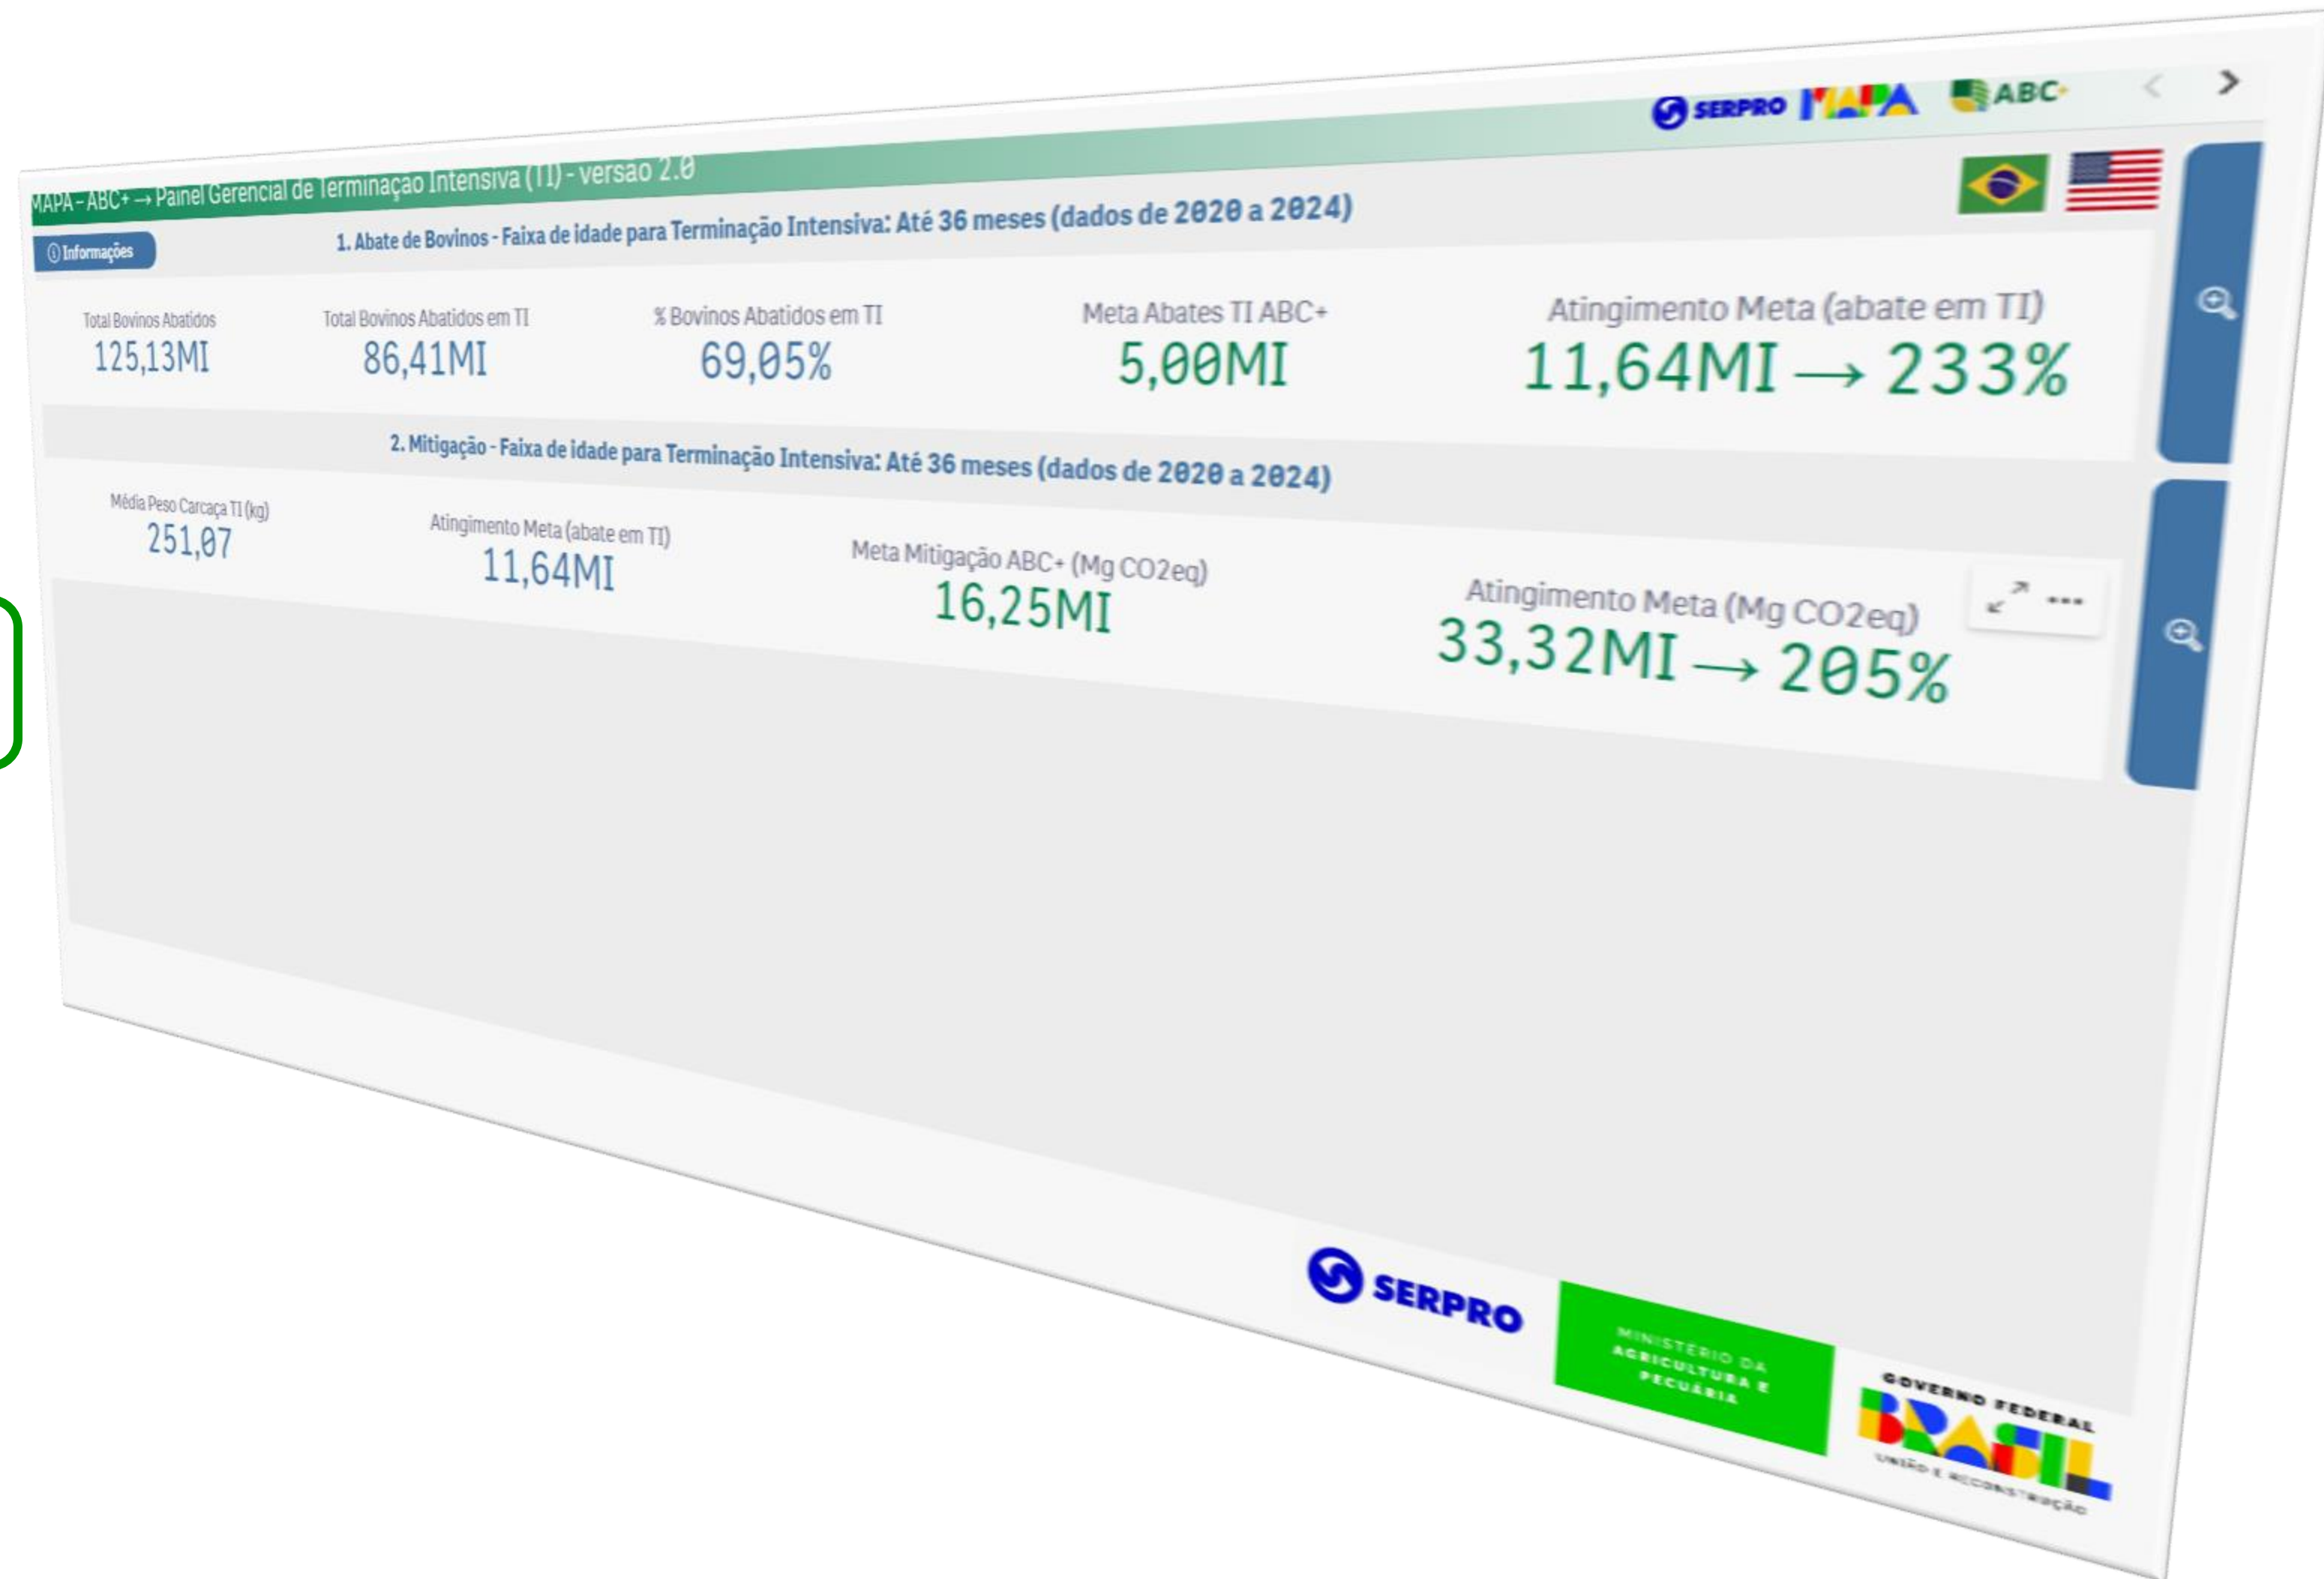 SERPRO MAPA ABC+
MAPA - ABC+ → Painel Gerencial de Terminação Intensiva (TI) - versão 2.0
Informações
1. Abate de Bovinos - Faixa de idade para Terminação Intensiva: Até 36 meses (dados de 2020 a 2024)
Total Bovinos Abatidos
125,13MI
Total Bovinos Abatidos em TI
86,41MI
% Bovinos Abatidos em TI
69,05%
Meta Abates TI ABC+
5,00MI
Atingimento Meta (abate em TI)
11,64MI → 233%
2. Mitigação - Faixa de idade para Terminação Intensiva: Até 36 meses (dados de 2020 a 2024)
Média Peso Carcaça TI (kg)
251,07
Atingimento Meta (abate em TI)
11,64MI
Meta Mitigação ABC+ (Mg CO2eq)
16,25MI
Atingimento Meta (Mg CO2eq)
33,32MI → 205%
SERPRO
MINISTÉRIO DA
AGRICULTURA E
PECUÁRIA
GOVERNO FEDERAL
BRASIL
UNIÃO E RECONSTRUÇÃO